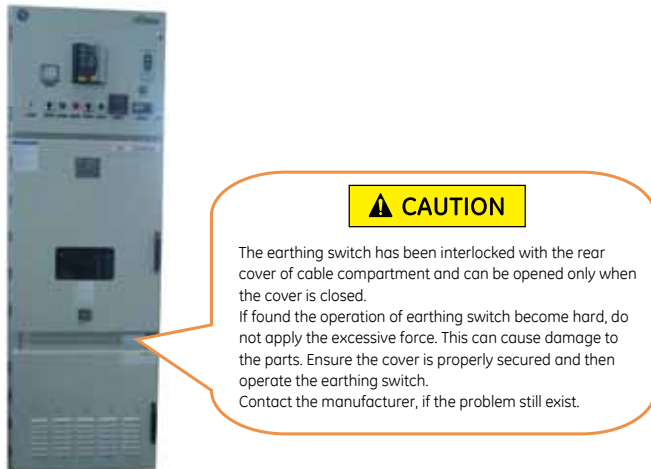 CAUTION
The earthing switch has been interlocked with the rear
cover of cable compartment and can be opened only when
the cover is closed.
If found the operation of earthing switch become hard, do
not apply the excessive force. This can cause damage to
the parts. Ensure the cover is properly secured and then
operate the earthing switch.
Contact the manufacturer, if the problem still exist.